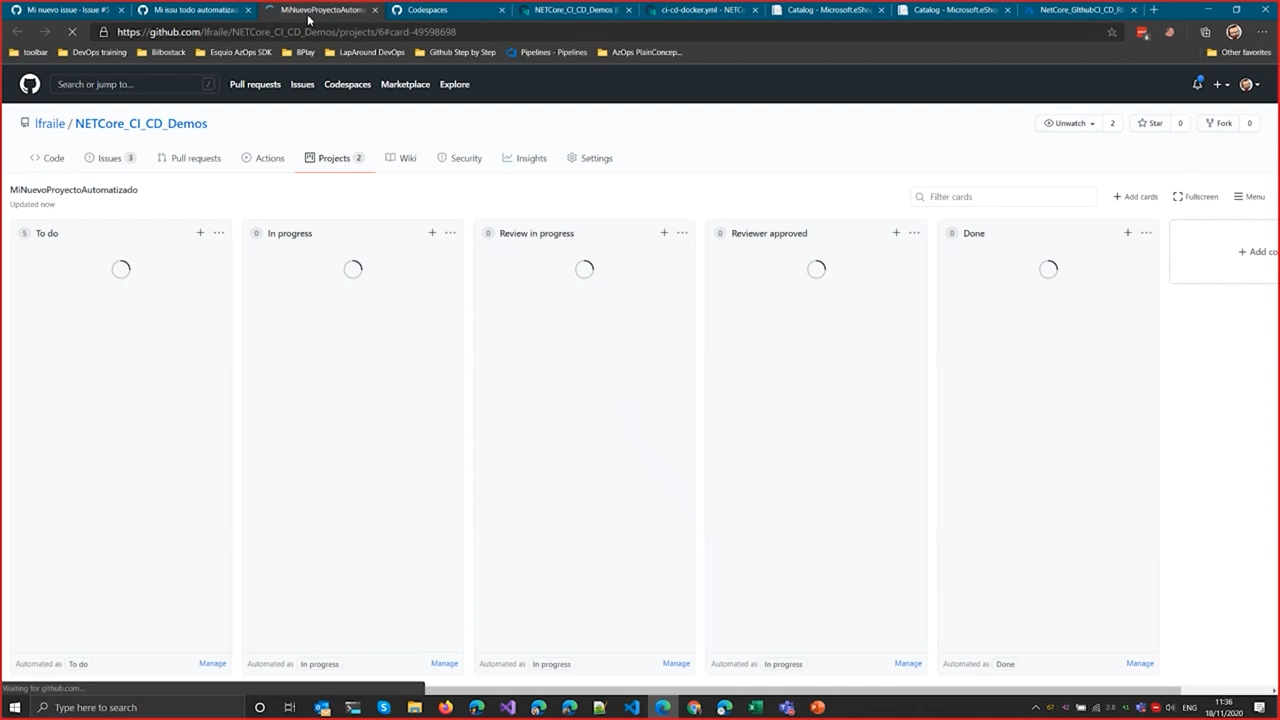 Mi nuevo issue · Issue #5
Mi issu todo automatizad
MiNuevoProyectoAutom
Codespaces
NETCore_CI_CD_Demos |
ci-cd-docker.yml - NETCo
Catalog - Microsoft.eSho
Catalog - Microsoft.eSho
NETCore_GIthubCI_CD_R
https://github.com/lfraile/NETCore_CI_CD_Demos/projects/6#card-49598698
toolbar
DevOps training
Bilbostack
Esquio AzOps SDK
BPlay
LapAround DevOps
Github Step by Step
Pipelines - Pipelines
AzOps PlainConcep...
Other favorites
Search or jump to... /
Pull requests
Issues
Codespaces
Marketplace
Explore
lfraile / NETCore_CI_CD_Demos
Unwatch 2
Star 0
Fork 0
Code
Issues 3
Pull requests
Actions
Projects 2
Wiki
Security
Insights
Settings
MiNuevoProyectoAutomatizado
Updated now
Filter cards
+ Add cards
Fullscreen
Menu
5 To do
0 In progress
0 Review in progress
0 Reviewer approved
0 Done
+ Add co
Automated as To do Manage
Automated as In progress Manage
Automated as In progress Manage
Automated as In progress Manage
Automated as Done Manage
Waiting for github.com...
Type here to search
67
42
2.8
+1
ENG
11:36
18/11/2020